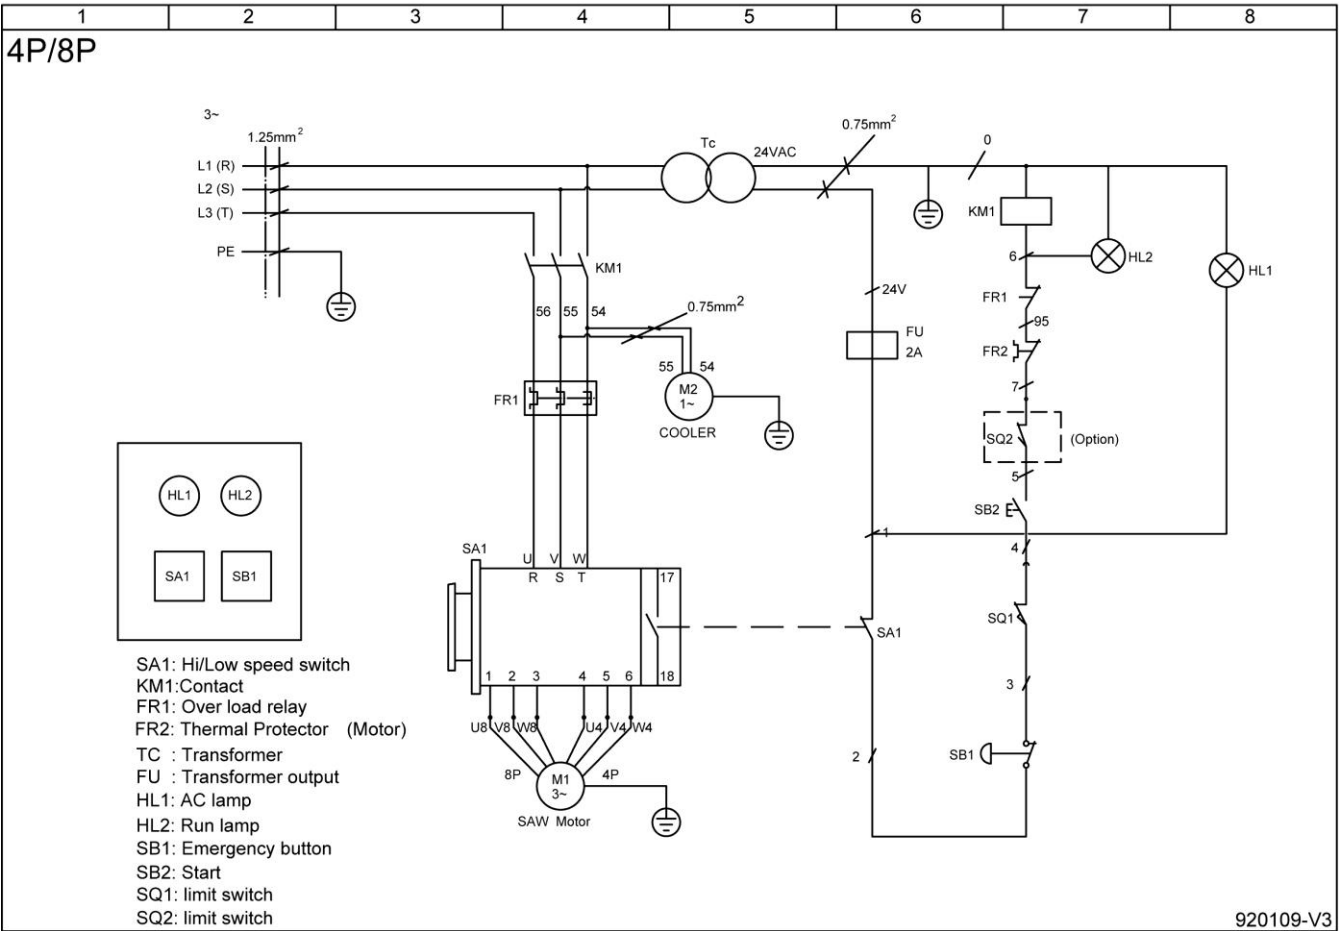 1 2 3 4 5 6 7 8
4P/8P
3~
1.25mm²
L1 (R)
L2 (S)
L3 (T)
PE
Tc
24VAC
0.75mm²
0
KM1
56 55 54
0.75mm²
55 54
M2
1~
COOLER
FR1
24V
FU
2A
KM1
6
HL2
HL1
FR1
95
FR2
7
SQ2
(Option)
5
SB2
1
4
SQ1
3
SB1
2
SA1
SA1
U V W
R S T
17
1 2 3 4 5 6
18
U8 V8 W8 U4 V4 W4
8P
4P
M1
3~
SAW Motor
HL1 HL2
SA1 SB1
SA1: Hi/Low speed switch
KM1:Contact
FR1: Over load relay
FR2: Thermal Protector (Motor)
TC : Transformer
FU : Transformer output
HL1: AC lamp
HL2: Run lamp
SB1: Emergency button
SB2: Start
SQ1: limit switch
SQ2: limit switch
920109-V3